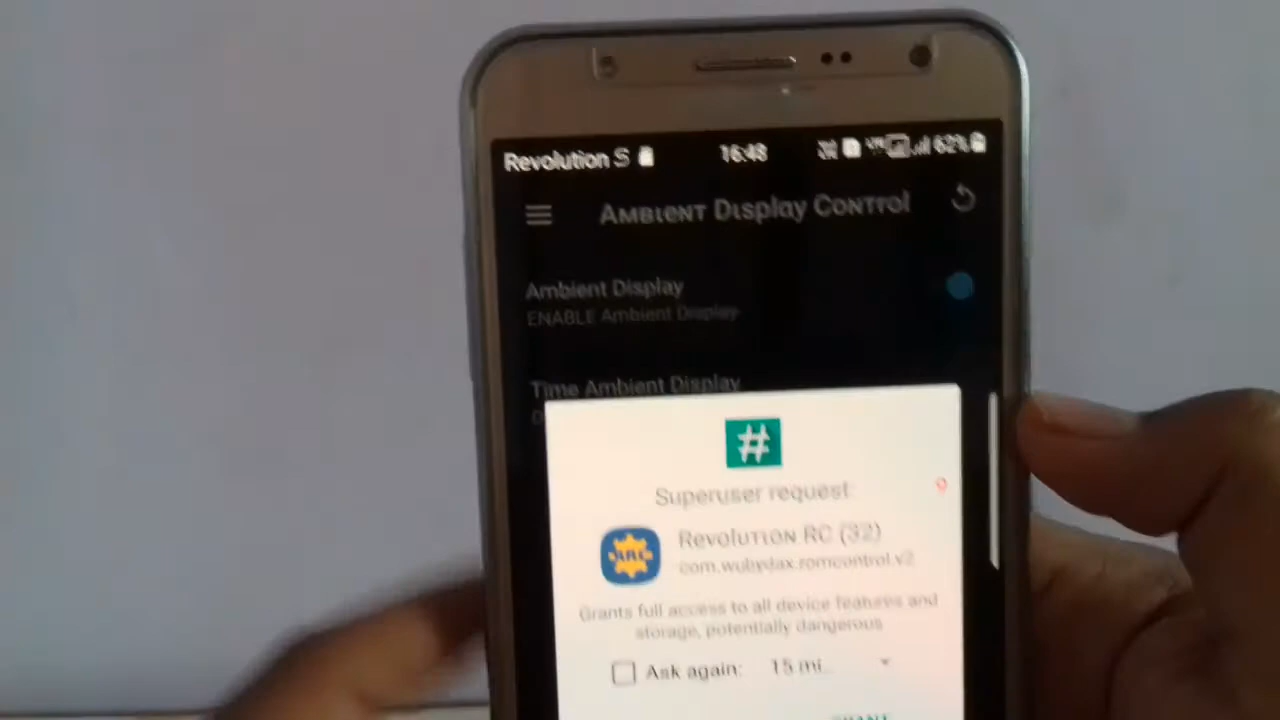 Revolution S 16:48 62%
Ambient Display Control
Ambient Display
ENABLE Ambient Display
Time Ambient Display
#
Superuser request
9
Revolution RC (32)
com.wubydax.romcontrol.v2
Grants full access to all device features and
storage, potentially dangerous
Ask again: 15 mi..